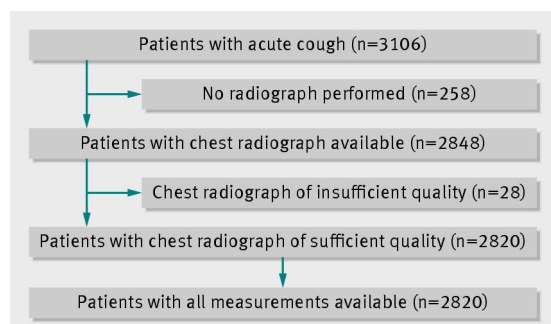 Patients with acute cough (n=3106)
No radiograph performed (n=258)
Patients with chest radiograph available (n=2848)
Chest radiograph of insufficient quality (n=28)
Patients with chest radiograph of sufficient quality (n=2820)
Patients with all measurements available (n=2820)